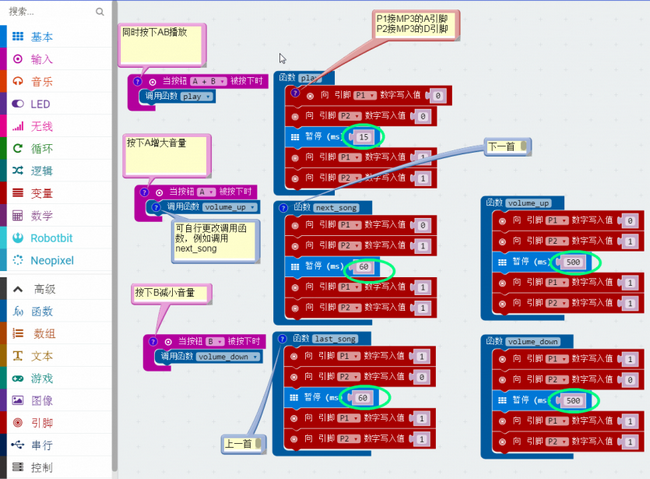 搜索...
基本
输入
音乐
LED
无线
循环
逻辑
变量
数学
Robotbit
Neopixel
高级
函数
数组
文本
游戏
图像
引脚
串行
控制
同时按下AB播放
当按钮 A + B 被按下时
调用函数 play
按下A增大音量
当按钮 A 被按下时
调用函数 volume_up
可自行更改调用函
数，例如调用
next_song
按下B减小音量
当按钮 B 被按下时
调用函数 volume_down
P1接MP3的A引脚
P2接MP3的D引脚
函数 play
向 引脚 P1 数字写入值 0
向 引脚 P2 数字写入值 0
暂停 (ms) 15
向 引脚 P1 数字写入值 1
向 引脚 P2 数字写入值 1
下一首
函数 next_song
向 引脚 P1 数字写入值 0
向 引脚 P2 数字写入值 1
暂停 (ms) 60
向 引脚 P1 数字写入值 1
向 引脚 P2 数字写入值 1
函数 last_song
向 引脚 P1 数字写入值 1
向 引脚 P2 数字写入值 0
暂停 (ms) 60
向 引脚 P1 数字写入值 1
向 引脚 P2 数字写入值 1
上一首
函数 volume_up
向 引脚 P1 数字写入值 0
向 引脚 P2 数字写入值 1
暂停 (ms) 500
向 引脚 P1 数字写入值 1
向 引脚 P2 数字写入值 1
函数 volume_down
向 引脚 P1 数字写入值 1
向 引脚 P2 数字写入值 0
暂停 (ms) 500
向 引脚 P1 数字写入值 1
向 引脚 P2 数字写入值 1